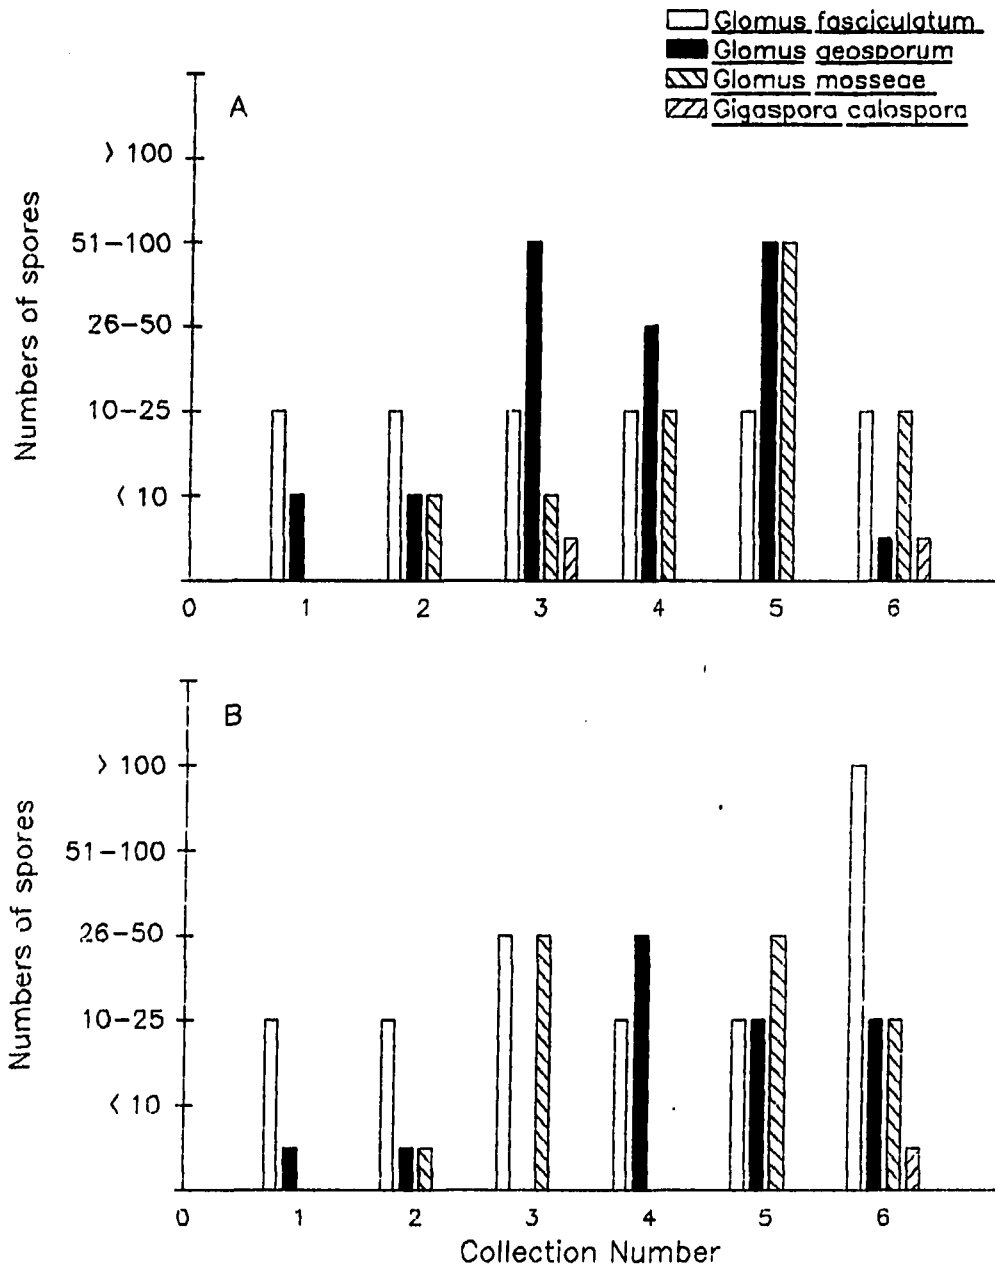 Glomus fasciculatum
Glomus geosporum
Glomus mosseae
Gigaspora calospora
A
Numbers of spores
> 100
51-100
26-50
10-25
< 10
0 1 2 3 4 5 6
B
Numbers of spores
> 100
51-100
26-50
10-25
< 10
0 1 2 3 4 5 6
Collection Number